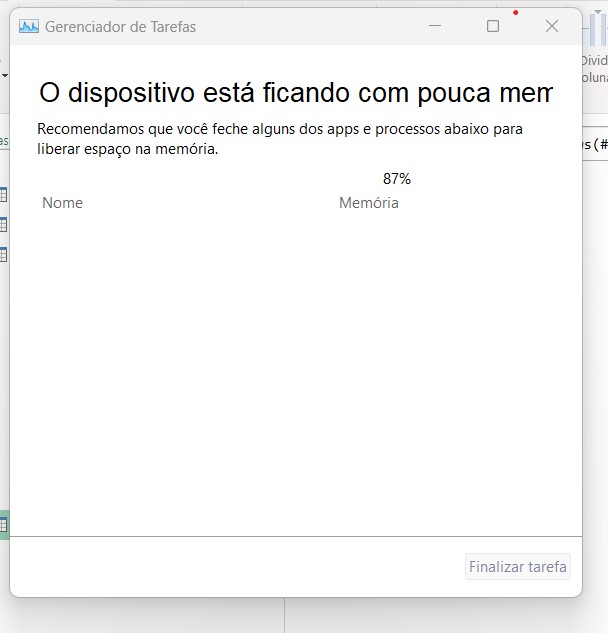 Gerenciador de Tarefas
O dispositivo está ficando com pouca mem
Recomendamos que você feche alguns dos apps e processos abaixo para
liberar espaço na memória.
87%
Nome
Memória
Finalizar tarefa
Divid
oluna
s(#
as